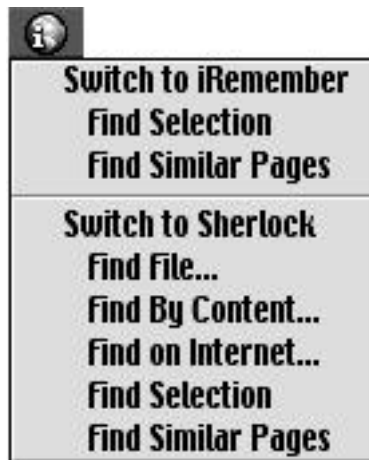 i
Switch to iRemember
Find Selection
Find Similar Pages
Switch to Sherlock
Find File...
Find By Content...
Find on Internet...
Find Selection
Find Similar Pages